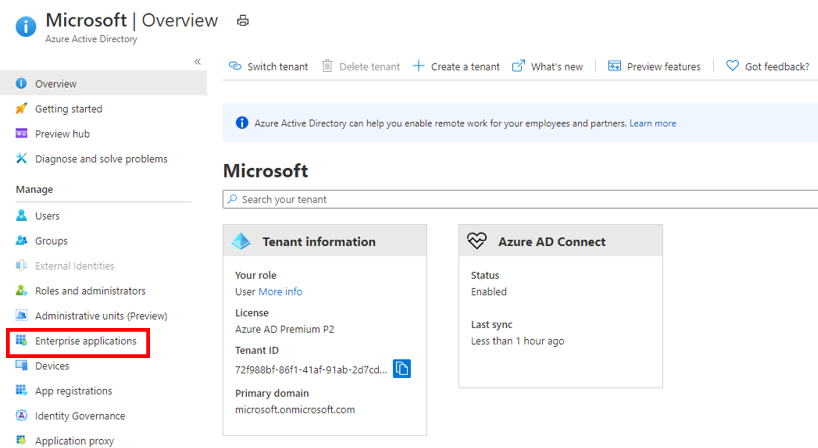 Microsoft | Overview
Azure Active Directory
«
Switch tenant Delete tenant Create a tenant What's new Preview features Got feedback?
Overview
Getting started
Preview hub
Diagnose and solve problems
Manage
Users
Groups
External Identities
Roles and administrators
Administrative units (Preview)
Enterprise applications
Devices
App registrations
Identity Governance
Application proxy
Azure Active Directory can help you enable remote work for your employees and partners. Learn more
Microsoft
Search your tenant
Tenant information
Your role
User More info
License
Azure AD Premium P2
Tenant ID
72f988bf-86f1-41af-91ab-2d7cd...
Primary domain
microsoft.onmicrosoft.com
Azure AD Connect
Status
Enabled
Last sync
Less than 1 hour ago